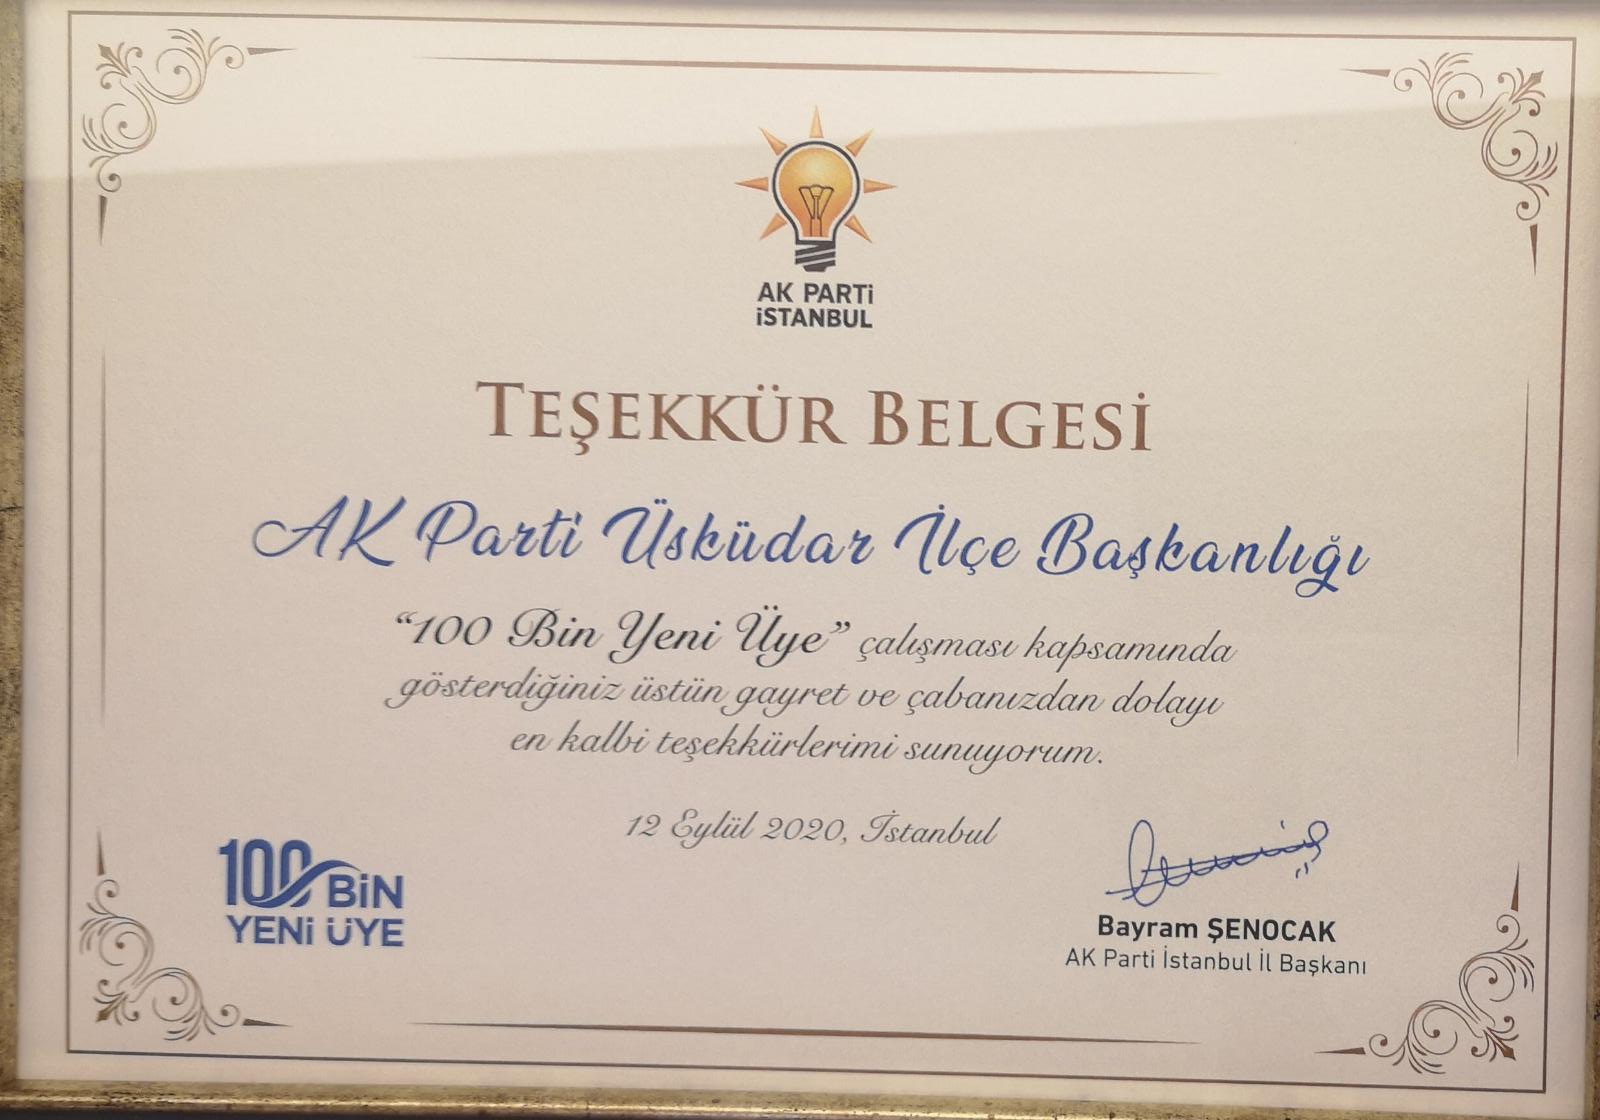 AK PARTİ
İSTANBUL
TEŞEKKÜR BELGESİ
AK Parti Üsküdar İlçe Başkanlığı
“100 Bin Yeni Üye” çalışması kapsamında
gösterdiğiniz üstün gayret ve çabanızdan dolayı
en kalbi teşekkürlerimi sunuyorum.
12 Eylül 2020, İstanbul
100 BİN
YENİ ÜYE
Bayram ŞENOCAK
AK Parti İstanbul İl Başkanı